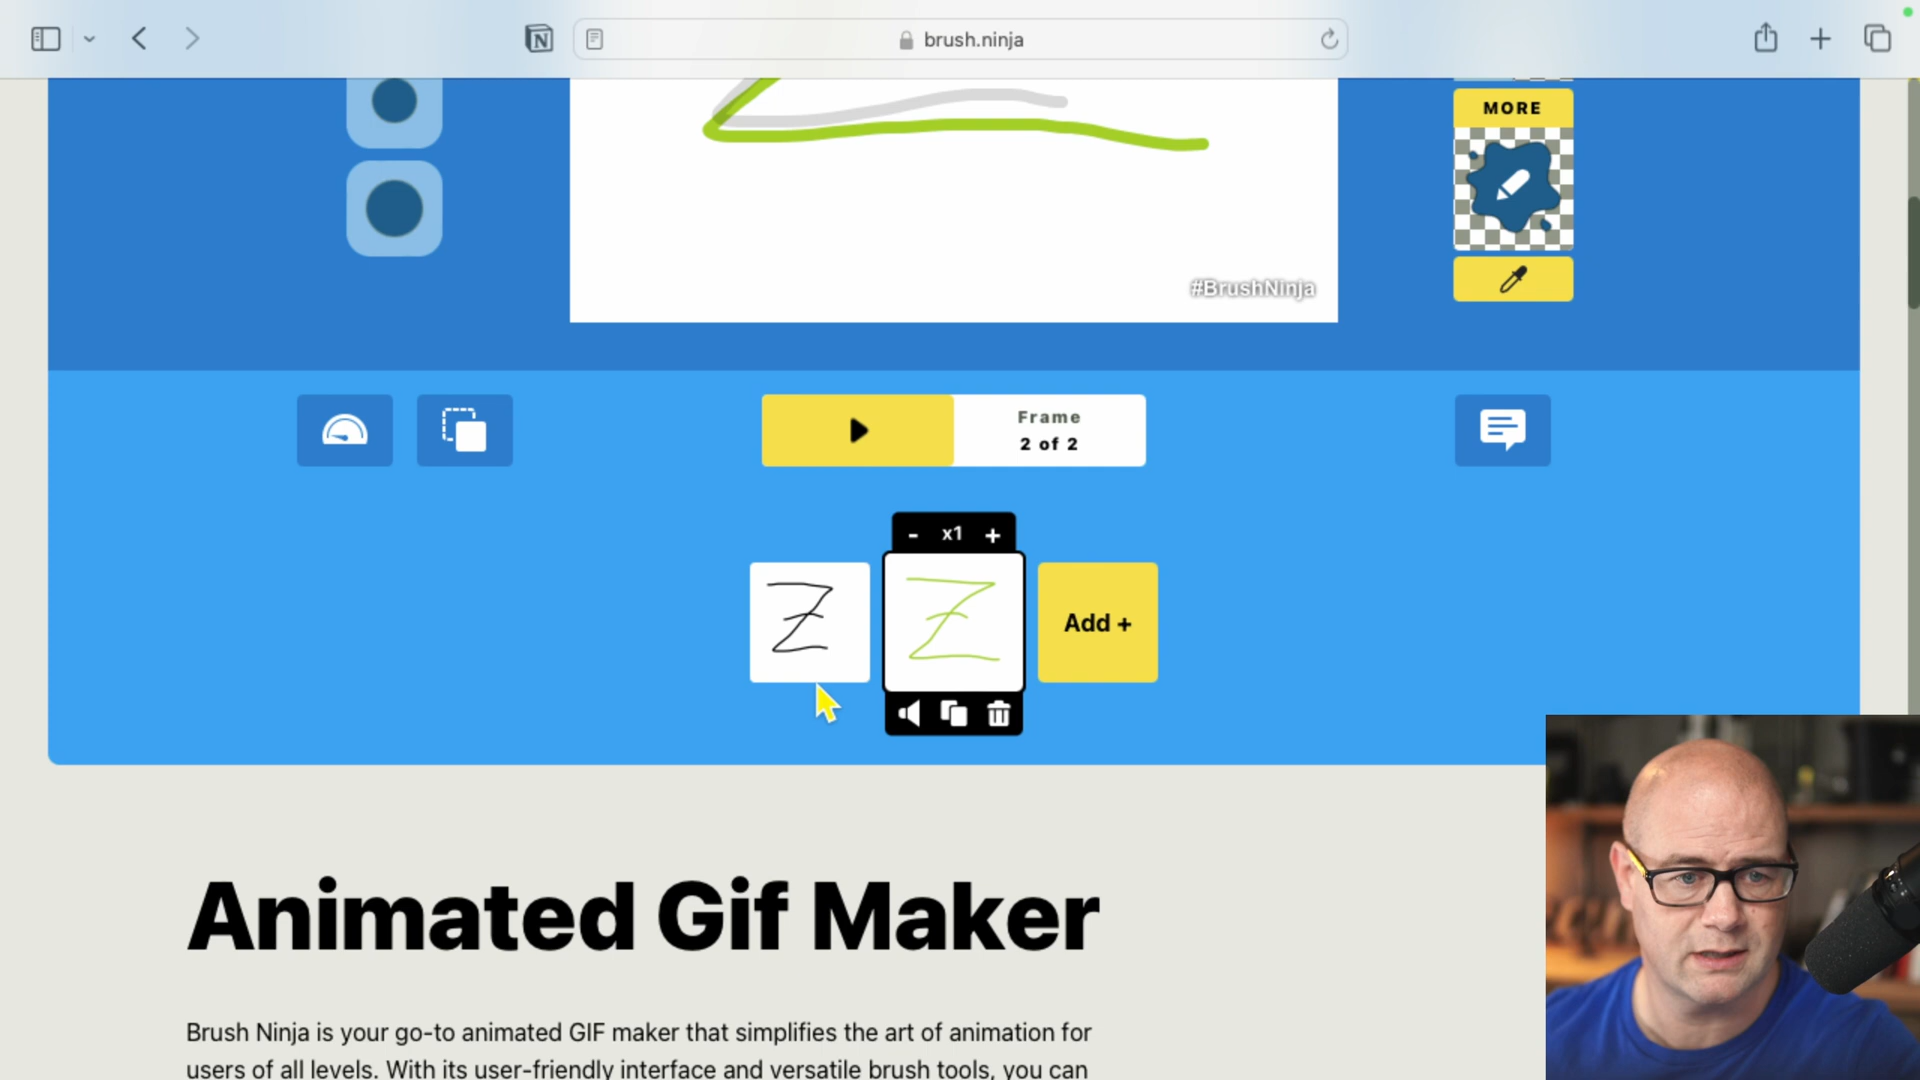 brush.ninja
MORE
#BrushNinja
Frame
2 of 2
- x1 +
Z
Z
Add +
Animated Gif Maker
Brush Ninja is your go-to animated GIF maker that simplifies the art of animation for
users of all levels. With its user-friendly interface and versatile brush tools, you can